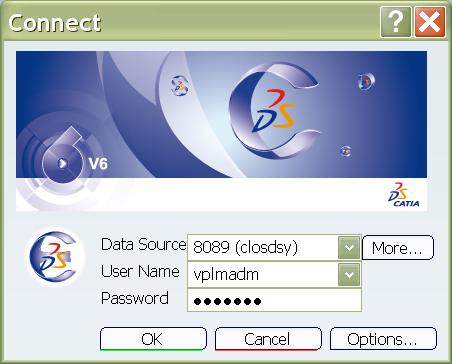 Connect
V6
CATIA
Data Source 8089 (closdsy) More...
User Name vplmadm
Password ●●●●●●●
OK Cancel Options...